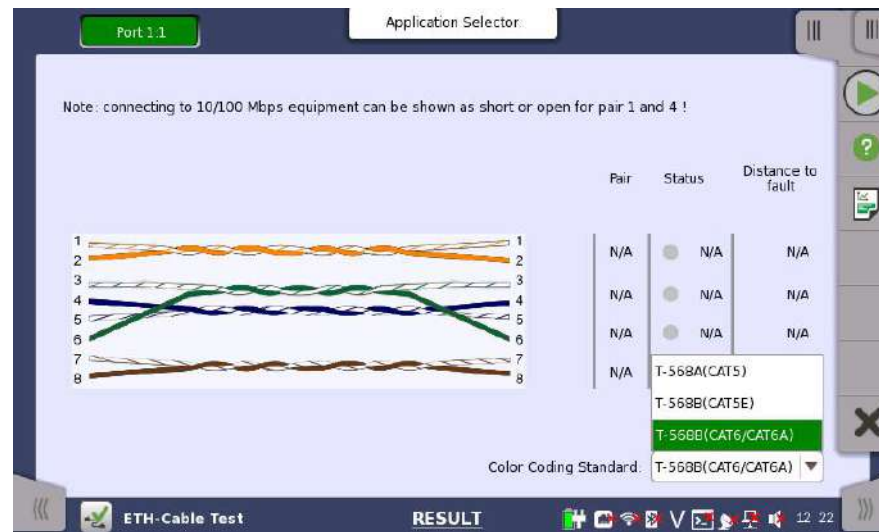 Port 1:1
Application Selector
Note: connecting to 10/100 Mbps equipment can be shown as short or open for pair 1 and 4 !
Pair Status Distance to fault
1 1
2 2
3 3
4 4
5 5
6 6
7 7
8 8
N/A N/A N/A
N/A N/A N/A
N/A N/A N/A
N/A
T-568A(CAT5)
T-568B(CAT5E)
T-568B(CAT6/CAT6A)
Color Coding Standard: T-568B(CAT6/CAT6A)
ETH-Cable Test RESULT V 12 22